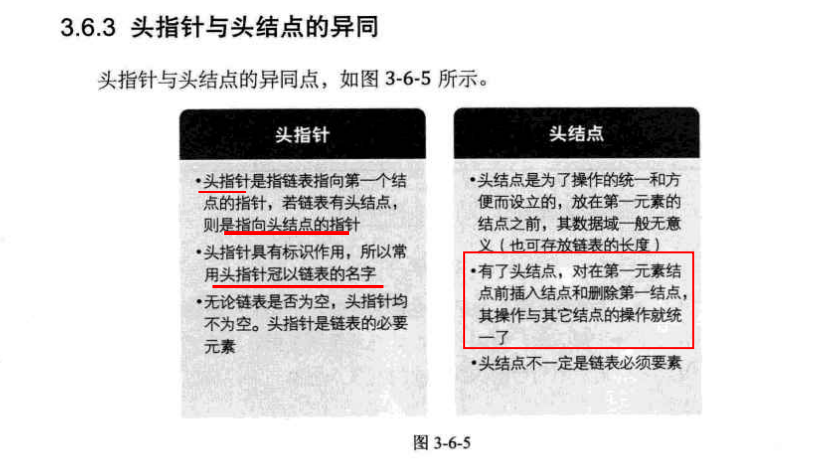 3.6.3 头指针与头结点的异同
头指针与头结点的异同点，如图 3-6-5 所示。
头指针
•头指针是指链表指向第一个结
点的指针，若链表有头结点，
则是指向头结点的指针
•头指针具有标识作用，所以常
用头指针冠以链表的名字
•无论链表是否为空，头指针均
不为空。头指针是链表的必要
元素
头结点
•头结点是为了操作的统一和方
便而设立的，放在第一元素的
结点之前，其数据域一般无意
义（也可存放链表的长度）
•有了头结点，对在第一元素结
点前插入结点和删除第一结点，
其操作与其它结点的操作就统
一了
•头结点不一定是链表必须要素
图 3-6-5